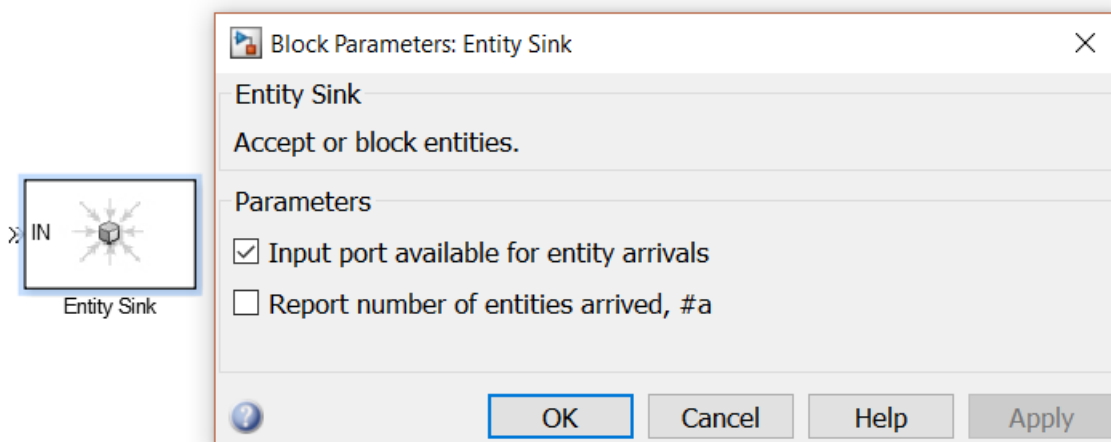 Block Parameters: Entity Sink
Entity Sink
Accept or block entities.
Parameters
Input port available for entity arrivals
Report number of entities arrived, #a
OK Cancel Help Apply
IN
Entity Sink